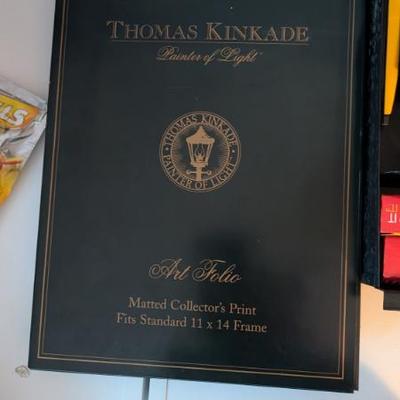 THOMAS KINKADE
Painter of Light™
THOMAS KINKADE
PAINTER OF LIGHT
Art Folio
Matted Collector's Print
Fits Standard 11 x 14 Frame